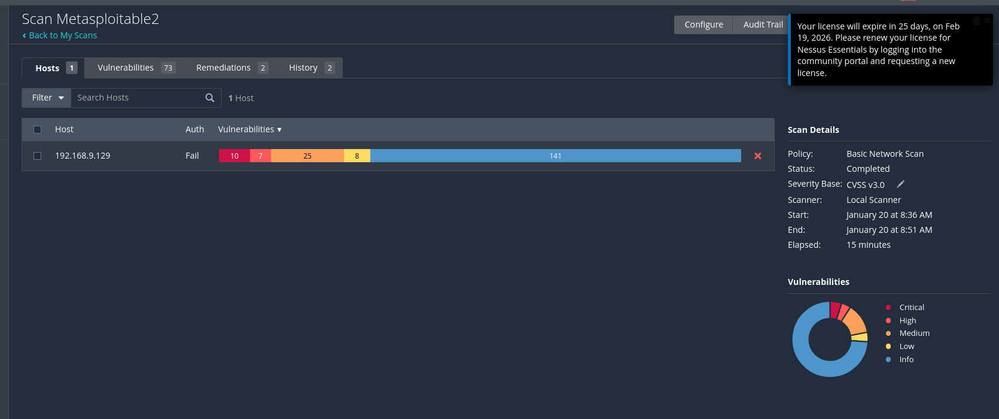 Scan Metasploitable2
Back to My Scans
Configure
Audit Trail
Your license will expire in 25 days, on Feb
19, 2026. Please renew your license for
Nessus Essentials by logging into the
community portal and requesting a new
license.
Hosts 1
Vulnerabilities 73
Remediations 2
History 2
Filter
Search Hosts
1 Host
Host Auth Vulnerabilities
192.168.9.129 Fail 10 7 25 8 141
Scan Details
Policy: Basic Network Scan
Status: Completed
Severity Base: CVSS v3.0
Scanner: Local Scanner
Start: January 20 at 8:36 AM
End: January 20 at 8:51 AM
Elapsed: 15 minutes
Vulnerabilities
Critical
High
Medium
Low
Info